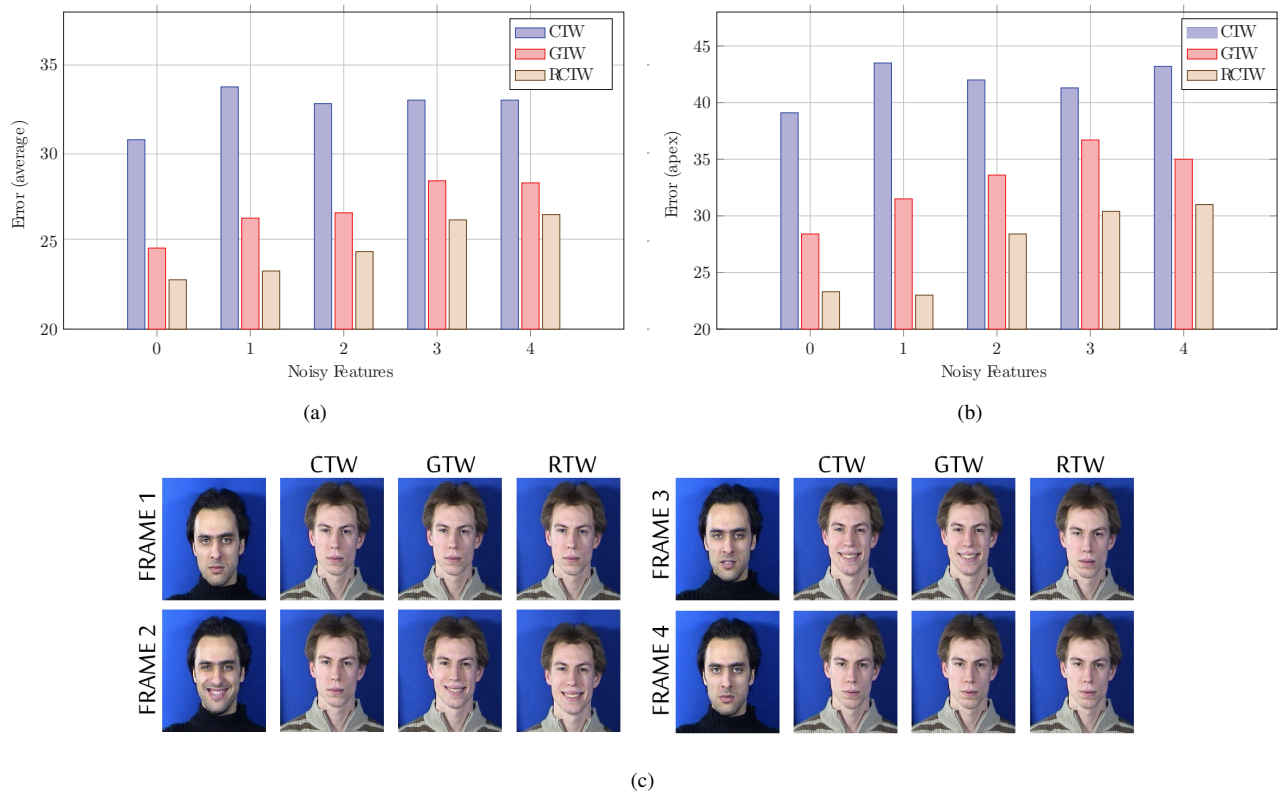 CTW
GTW
RCTW
35
30
25
20
Error (average)
0 1 2 3 4
Noisy Features
(a)
CTW
GTW
RCTW
45
40
35
30
25
20
Error (apex)
0 1 2 3 4
Noisy Features
(b)
CTW GTW RTW
FRAME 1
FRAME 2
CTW GTW RTW
FRAME 3
FRAME 4
(c)